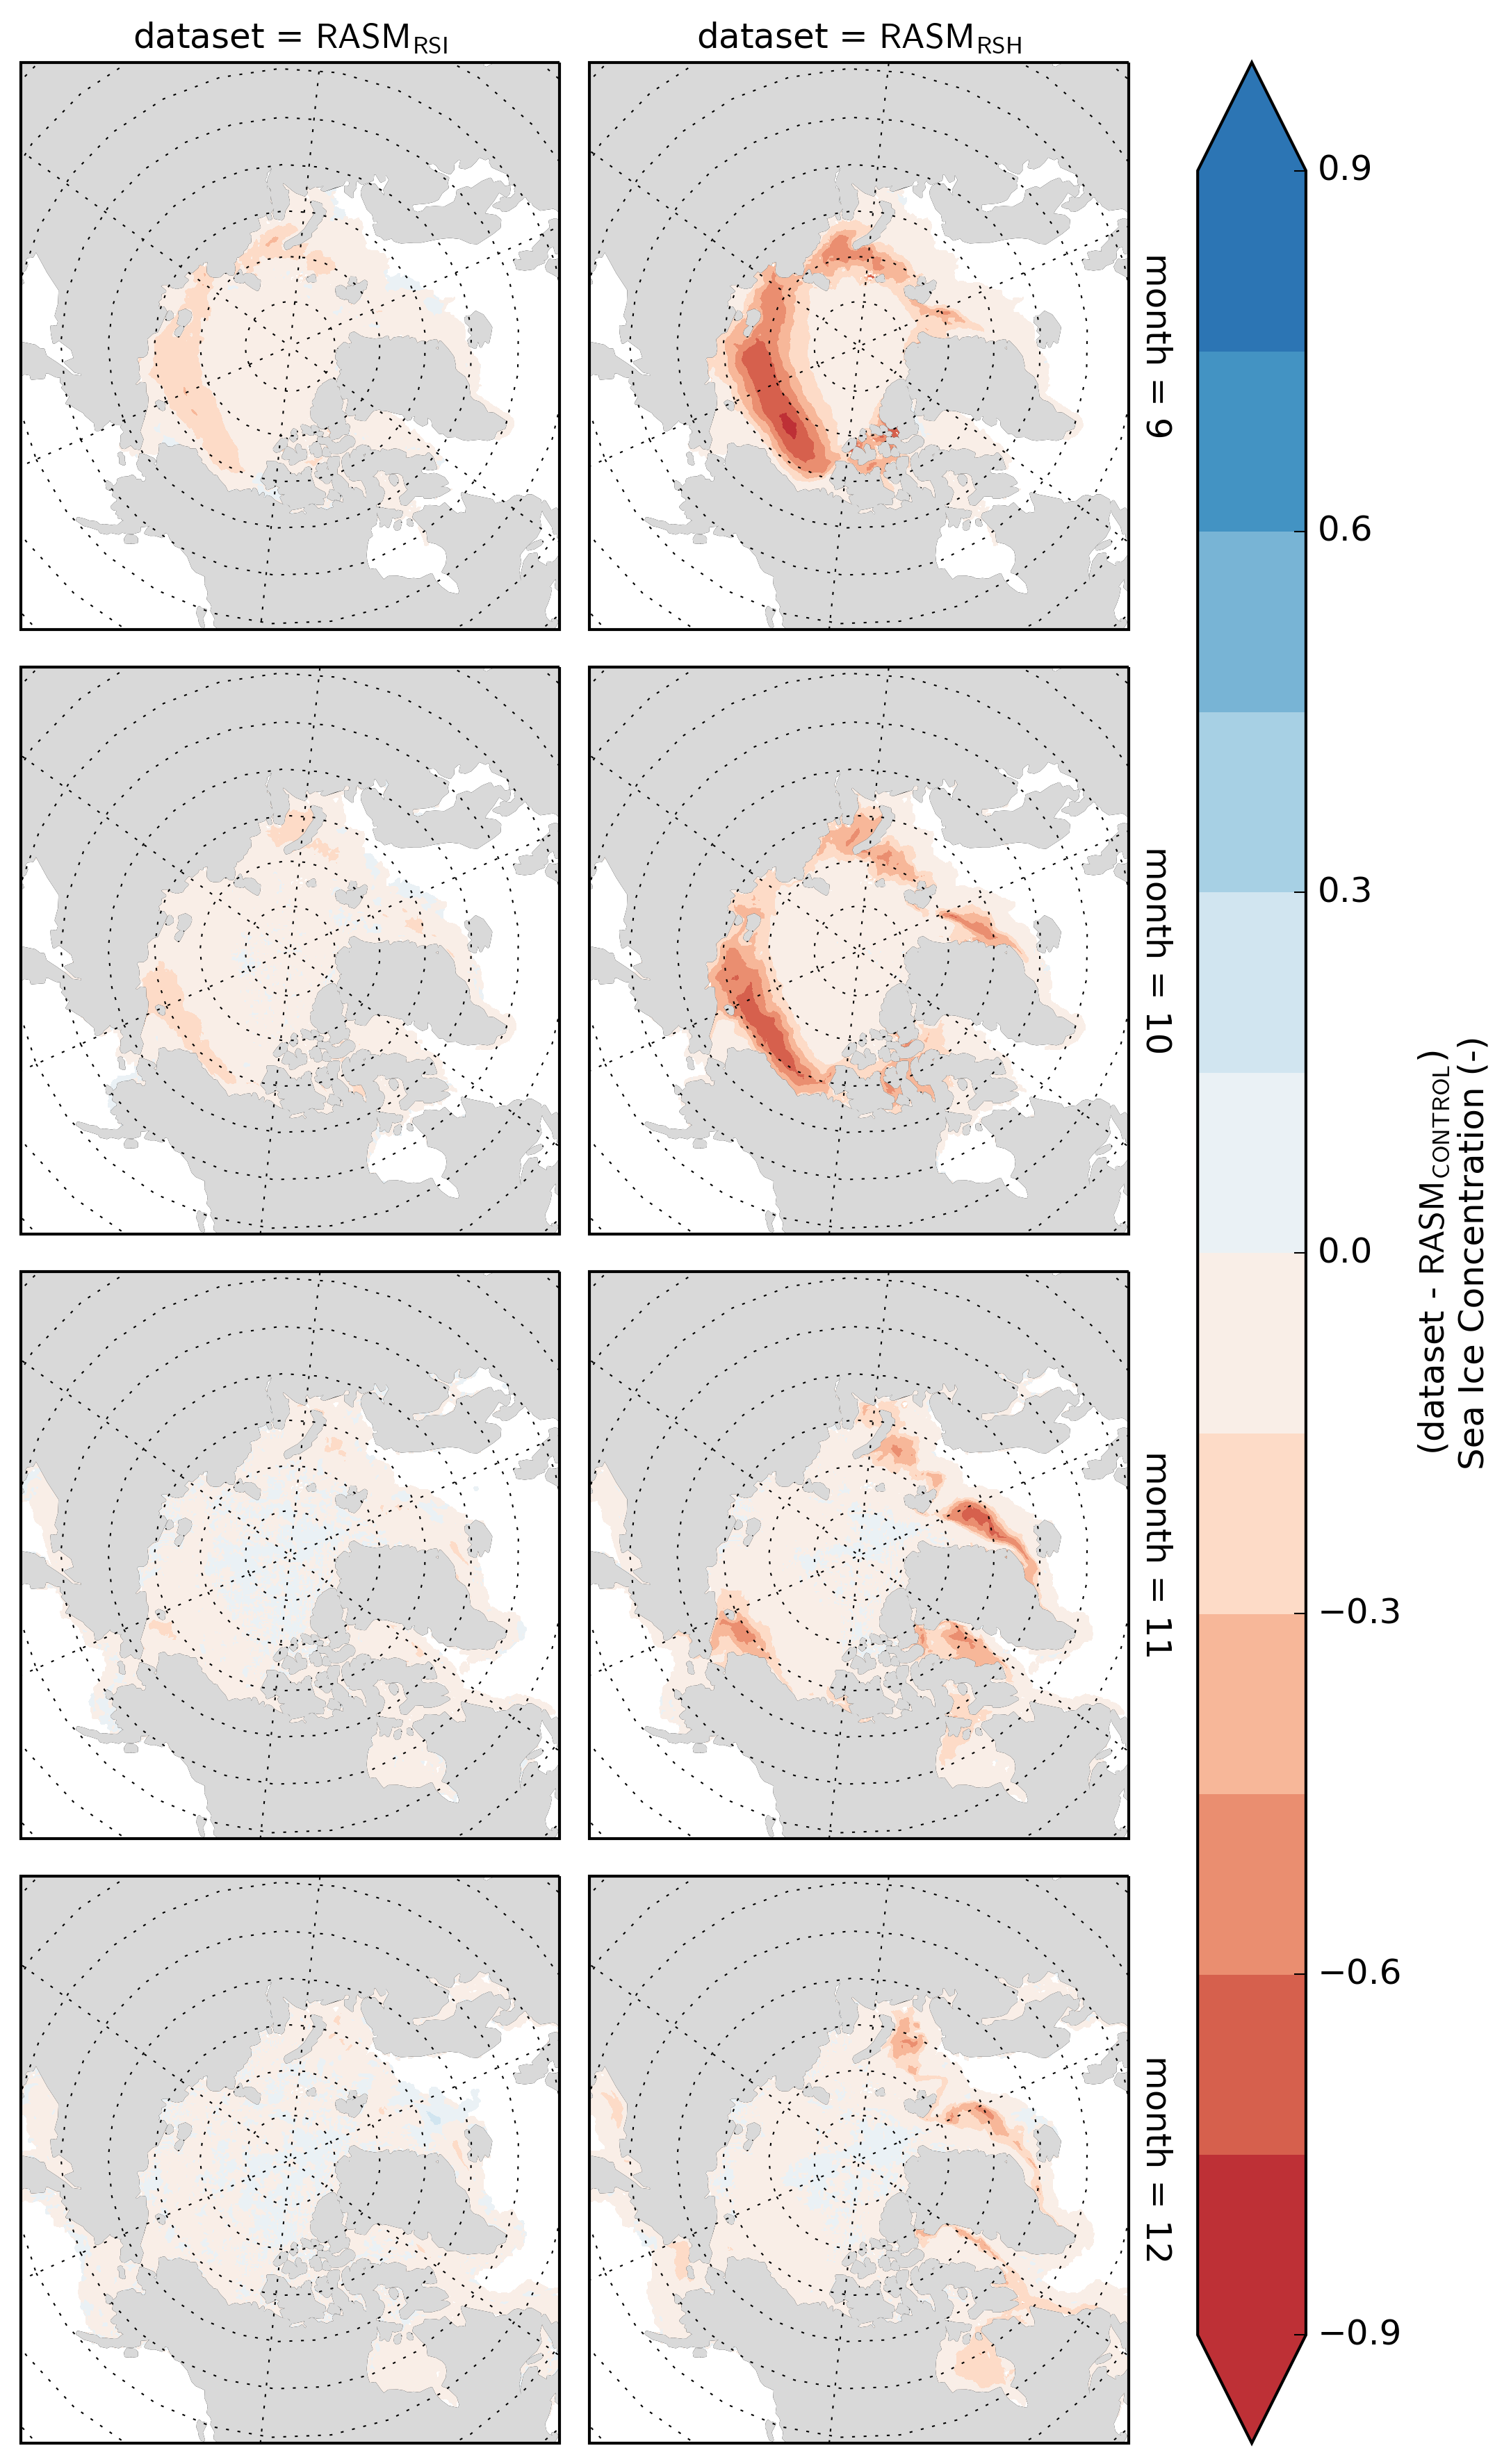 dataset = RASM_RSI
dataset = RASM_RSH
month = 9
month = 10
month = 11
month = 12
0.9
0.6
0.3
0.0
−0.3
−0.6
−0.9
(dataset - RASM_CONTROL)
Sea Ice Concentration (-)